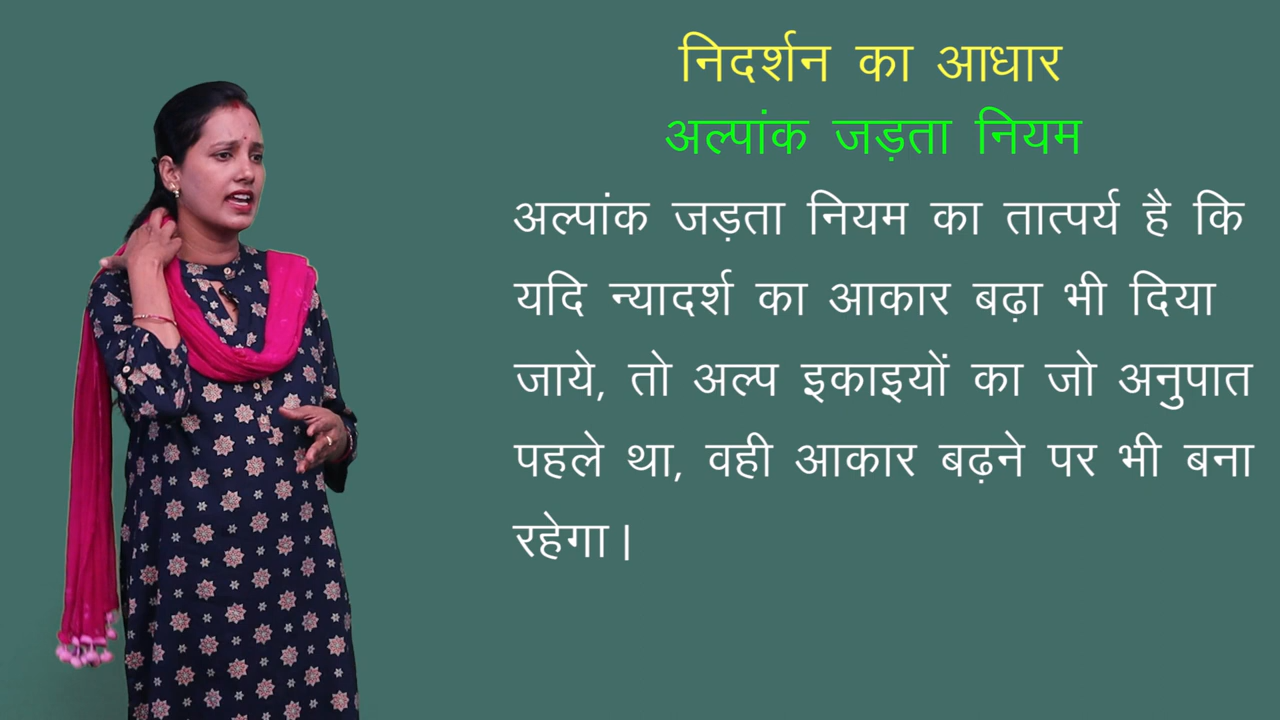 निदर्शन का आधार
अल्पांक जड़ता नियम
अल्पांक जड़ता नियम का तात्पर्य है कि
यदि न्यादर्श का आकार बढ़ा भी दिया
जाये, तो अल्प इकाइयों का जो अनुपात
पहले था, वही आकार बढ़ने पर भी बना
रहेगा।